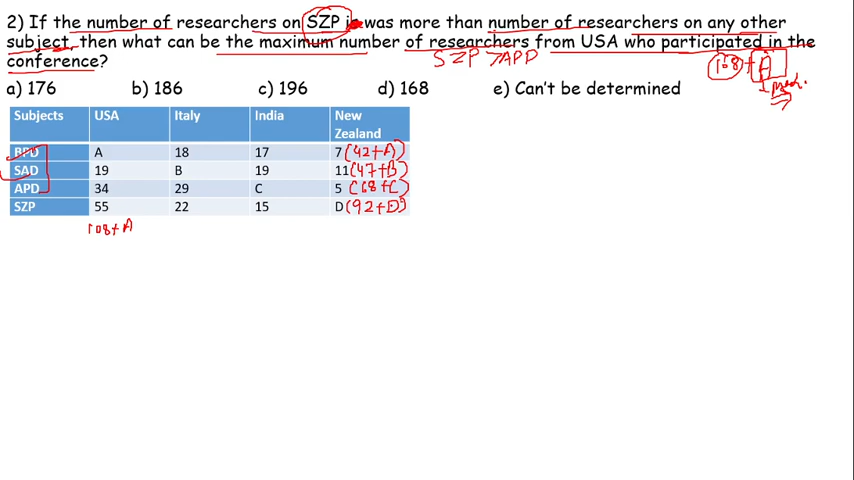 2) If the number of researchers on SZP is was more than number of researchers on any other
subject, then what can be the maximum number of researchers from USA who participated in the
conference?
SZP >APD
108+A
a) 176 b) 186 c) 196 d) 168 e) Can't be determined
Subjects USA Italy India New Zealand
BPD A 18 17 7 (42+A)
SAD 19 B 19 11 (47+B)
APD 34 29 C 5 (68+C)
SZP 55 22 15 D (92+D)
108+A